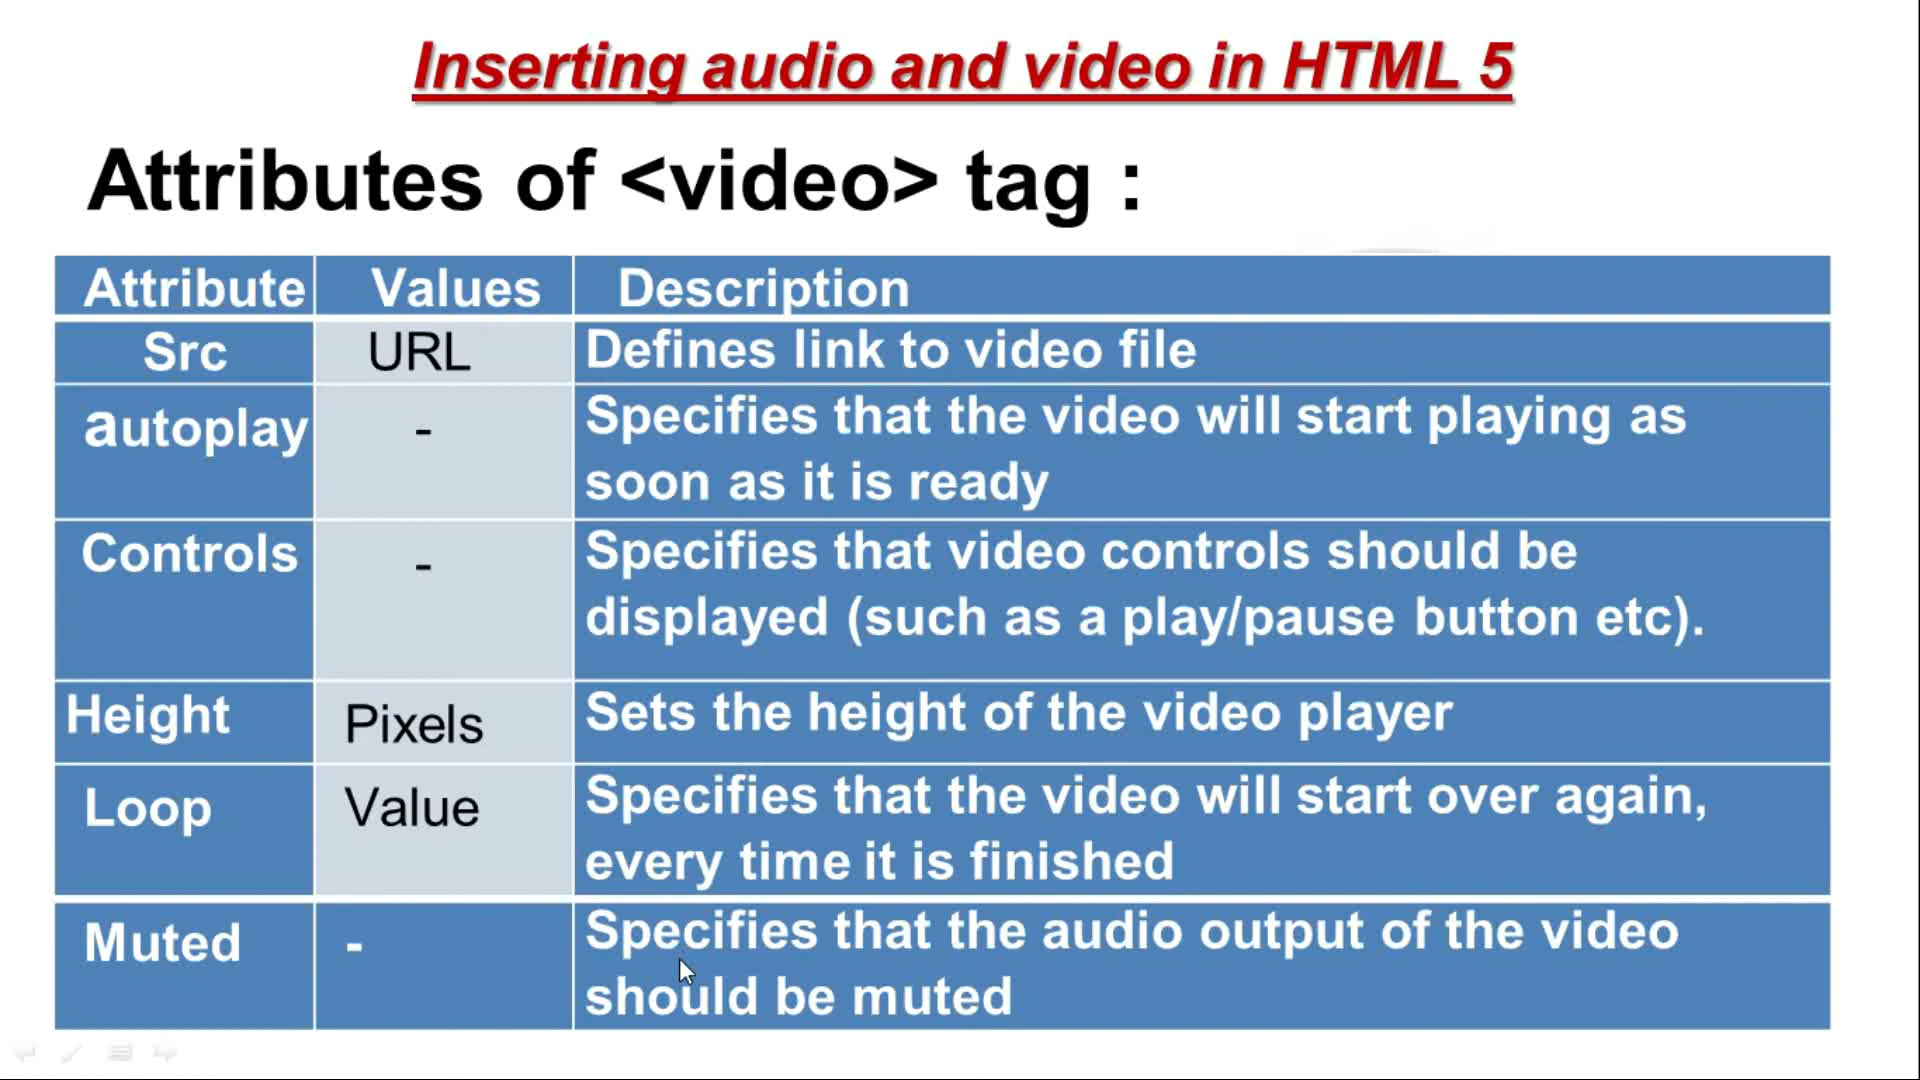 Inserting audio and video in HTML 5
Attributes of <video> tag :
Attribute Values Description
Src URL Defines link to video file
autoplay - Specifies that the video will start playing as
soon as it is ready
Controls - Specifies that video controls should be
displayed (such as a play/pause button etc).
Height Pixels Sets the height of the video player
Loop Value Specifies that the video will start over again,
every time it is finished
Muted - Specifies that the audio output of the video
should be muted